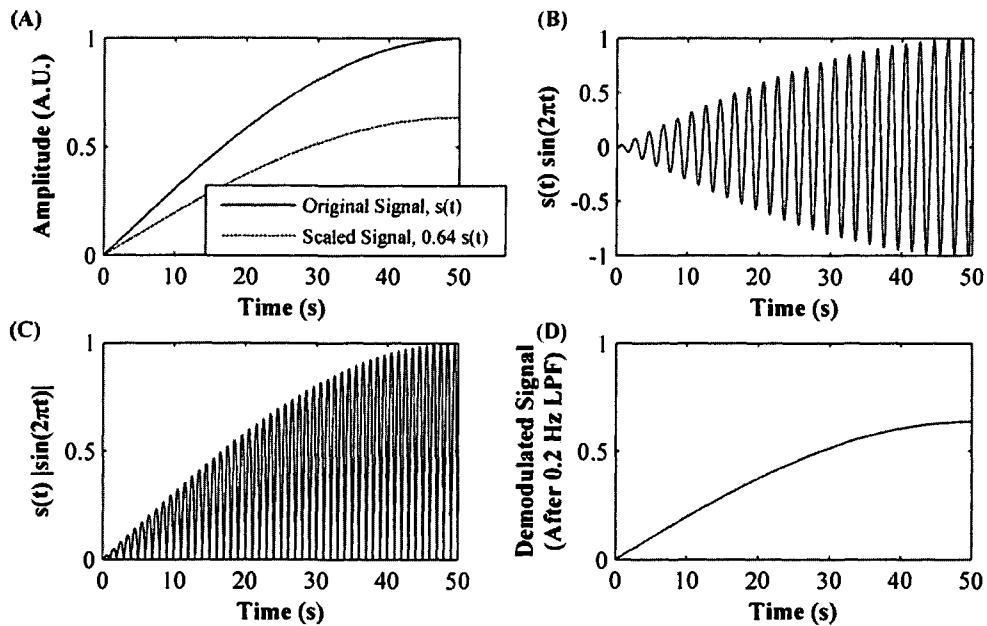 (A)
Amplitude (A.U.)
1
0.5
0
Original Signal, s(t)
Scaled Signal, 0.64 s(t)
0 10 20 30 40 50
Time (s)
(B)
s(t) sin(2πt)
1
0.5
0
-0.5
-1
0 10 20 30 40 50
Time (s)
(C)
s(t) |sin(2πt)|
1
0.5
0
0 10 20 30 40 50
Time (s)
(D)
Demodulated Signal
(After 0.2 Hz LPF)
1
0.5
0
0 10 20 30 40 50
Time (s)